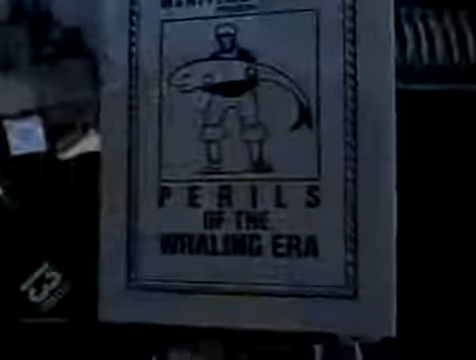 PERILS
OF THE
WHALING ERA